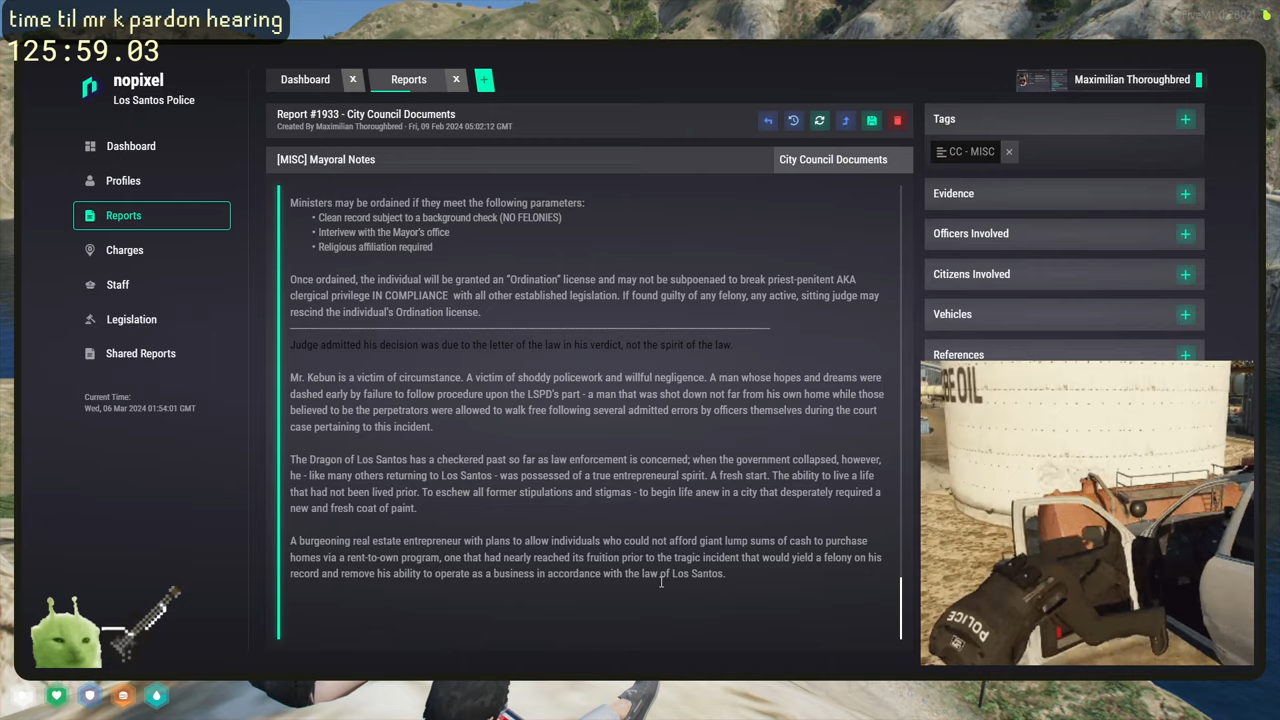 time til mr k pardon hearing
125:59.03
nopixel
Los Santos Police
Dashboard
Profiles
Reports
Charges
Staff
Legislation
Shared Reports
Current Time:
Wed, 06 Mar 2024 01:54:01 GMT
Dashboard x Reports x +
Maximilian Thoroughbred
Report #1933 - City Council Documents
Created By Maximilian Thoroughbred - Fri, 09 Feb 2024 05:02:12 GMT
[MISC] Mayoral Notes
City Council Documents
Ministers may be ordained if they meet the following parameters:
• Clean record subject to a background check (NO FELONIES)
• Interivew with the Mayor's office
• Religious affiliation required
Once ordained, the individual will be granted an "Ordination" license and may not be subpoenaed to break priest-penitent AKA
clergical privilege IN COMPLIANCE with all other established legislation. If found guilty of any felony, any active, sitting judge may
rescind the individual's Ordination license.
Judge admitted his decision was due to the letter of the law in his verdict, not the spirit of the law.
Mr. Kebun is a victim of circumstance. A victim of shoddy policework and willful negligence. A man whose hopes and dreams were
dashed early by failure to follow procedure upon the LSPD's part - a man that was shot down not far from his own home while those
believed to be the perpetrators were allowed to walk free following several admitted errors by officers themselves during the court
case pertaining to this incident.
The Dragon of Los Santos has a checkered past so far as law enforcement is concerned; when the government collapsed, however,
he - like many others returning to Los Santos - was possessed of a true entrepreneural spirit. A fresh start. The ability to live a life
that had not been lived prior. To eschew all former stipulations and stigmas - to begin life anew in a city that desperately required a
new and fresh coat of paint.
A burgeoning real estate entrepreneur with plans to allow individuals who could not afford giant lump sums of cash to purchase
homes via a rent-to-own program, one that had nearly reached its fruition prior to the tragic incident that would yield a felony on his
record and remove his ability to operate as a business in accordance with the law of Los Santos.
Tags
CC - MISC x
Evidence
Officers Involved
Citizens Involved
Vehicles
References
OIL
POLICE